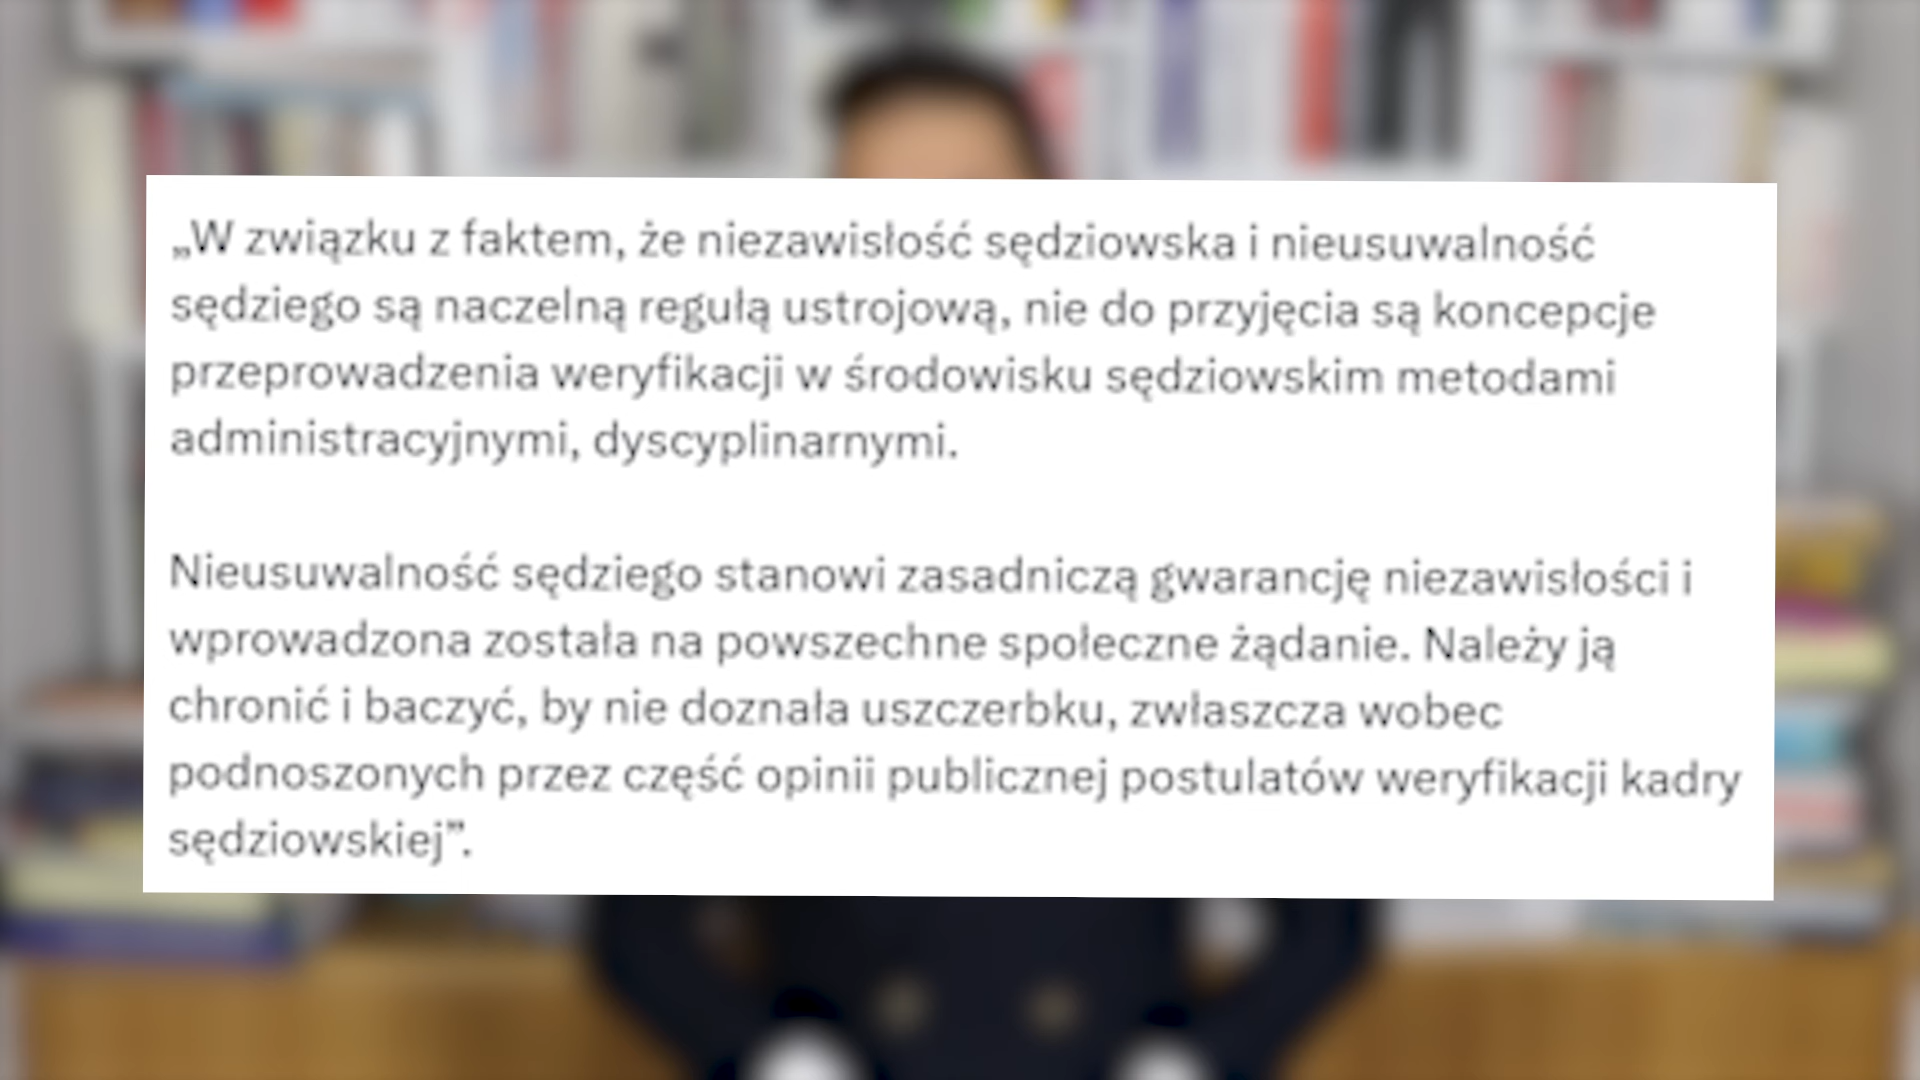 „W związku z faktem, że niezawisłość sędziowska i nieusuwalność
sędziego są naczelną regułą ustrojową, nie do przyjęcia są koncepcje
przeprowadzenia weryfikacji w środowisku sędziowskim metodami
administracyjnymi, dyscyplinarnymi.
Nieusuwalność sędziego stanowi zasadniczą gwarancję niezawisłości i
wprowadzona została na powszechne społeczne żądanie. Należy ją
chronić i baczyć, by nie doznała uszczerbku, zwłaszcza wobec
podnoszonych przez część opinii publicznej postulatów weryfikacji kadry
sędziowskiej”.